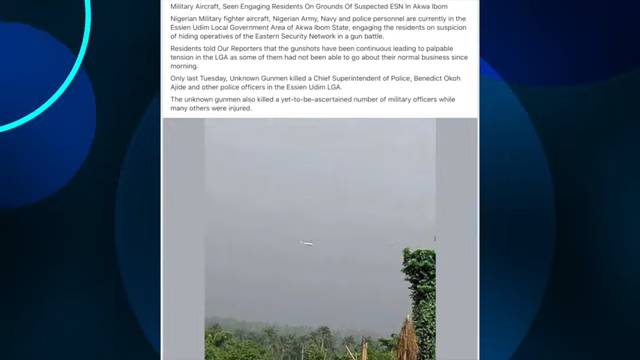 Military Aircraft, Seen Engaging Residents On Grounds Of Suspected ESN In Akwa Ibom
Nigerian Military fighter aircraft, Nigerian Army, Navy and police personnel are currently in the
Essien Udim Local Government Area of Akwa Ibom State, engaging the residents on suspicion
of hiding operatives of the Eastern Security Network in a gun battle.
Residents told Our Reporters that the gunshots have been continuous leading to palpable
tension in the LGA as some of them had not been able to go about their normal business since
morning.
Only last Tuesday, Unknown Gunmen killed a Chief Superintendent of Police, Benedict Okoh
Ajide and other police officers in the Essien Udim LGA.
The unknown gunmen also killed a yet-to-be-ascertained number of military officers while
many others were injured.